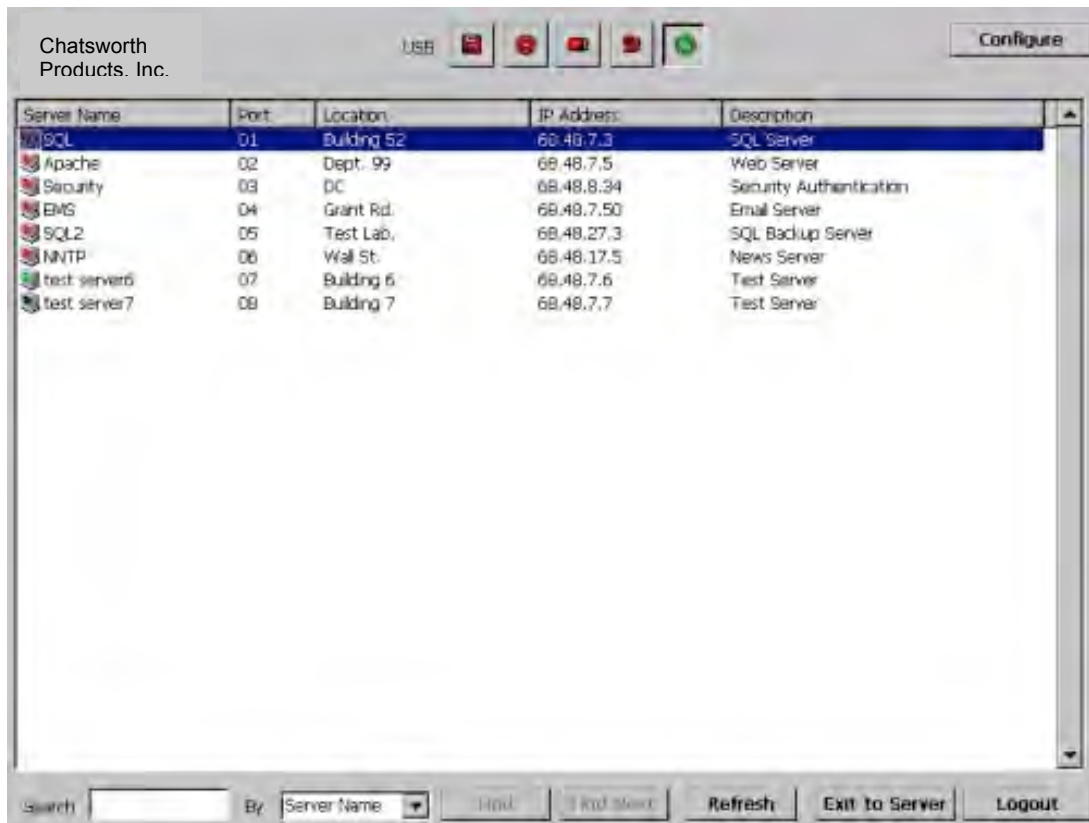 Chatsworth
Products, Inc.
USB
Configure
Server Name Port Location IP Address Description
SQL 01 Building 52 68.48.7.3 SQL Server
Apache 02 Dept. 99 68.48.7.5 Web Server
Security 03 DC 68.48.8.34 Security Authentication
EMS 04 Grant Rd. 68.48.7.50 Email Server
SQL2 05 Test Lab. 68.48.27.3 SQL Backup Server
NNTP 06 Wall St. 68.48.17.5 News Server
test server6 07 Building 6 68.48.7.6 Test Server
test server7 08 Building 7 68.48.7.7 Test Server
Search By Server Name Find Find Next Refresh Exit to Server Logout